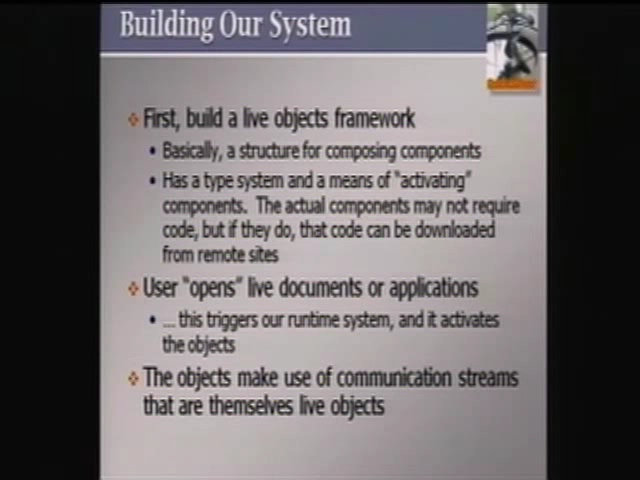 Building Our System
First, build a live objects framework
• Basically, a structure for composing components
• Has a type system and a means of “activating”
components. The actual components may not require
code, but if they do, that code can be downloaded
from remote sites
User “opens” live documents or applications
• ... this triggers our runtime system, and it activates
the objects
The objects make use of communication streams
that are themselves live objects